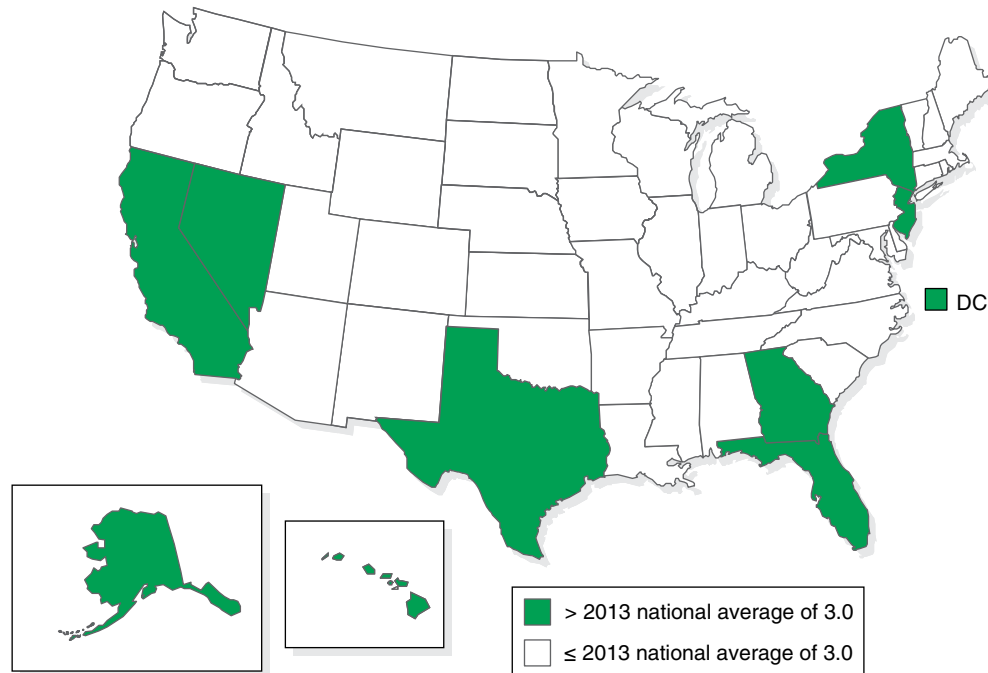 DC
> 2013 national average of 3.0
≤ 2013 national average of 3.0